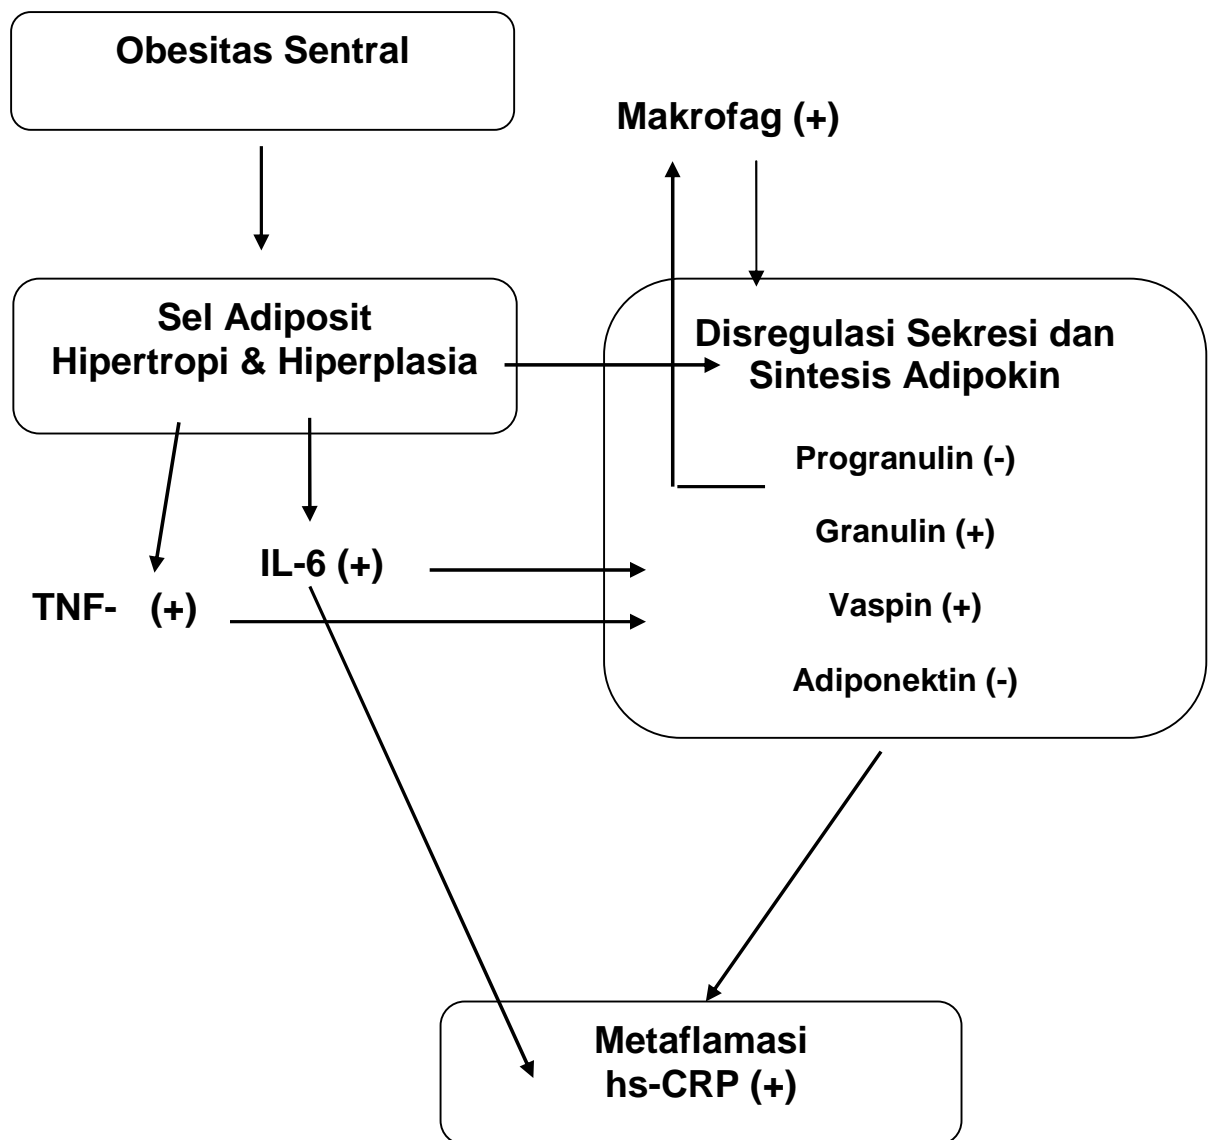 Obesitas Sentral
Makrofag (+)
Sel Adiposit
Hipertropi & Hiperplasia
Disregulasi Sekresi dan
Sintesis Adipokin
Progranulin (-)
Granulin (+)
Vaspin (+)
Adiponektin (-)
IL-6 (+)
TNF- (+)
Metaflamasi
hs-CRP (+)